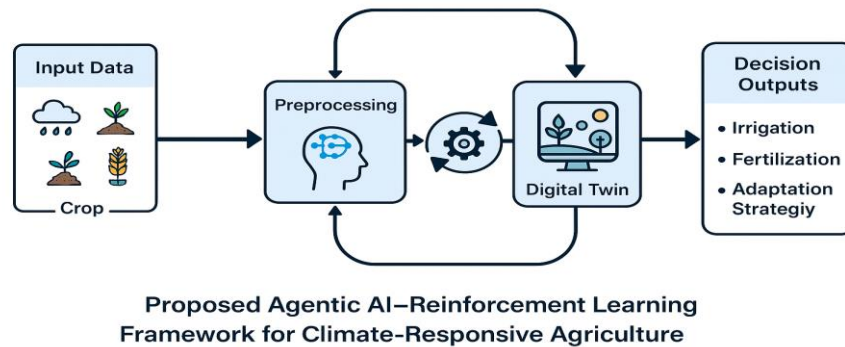 Input Data
Crop
Preprocessing
Digital Twin
Decision
Outputs
• Irrigation
• Fertilization
• Adaptation
Strategiy
Proposed Agentic AI–Reinforcement Learning
Framework for Climate-Responsive Agriculture